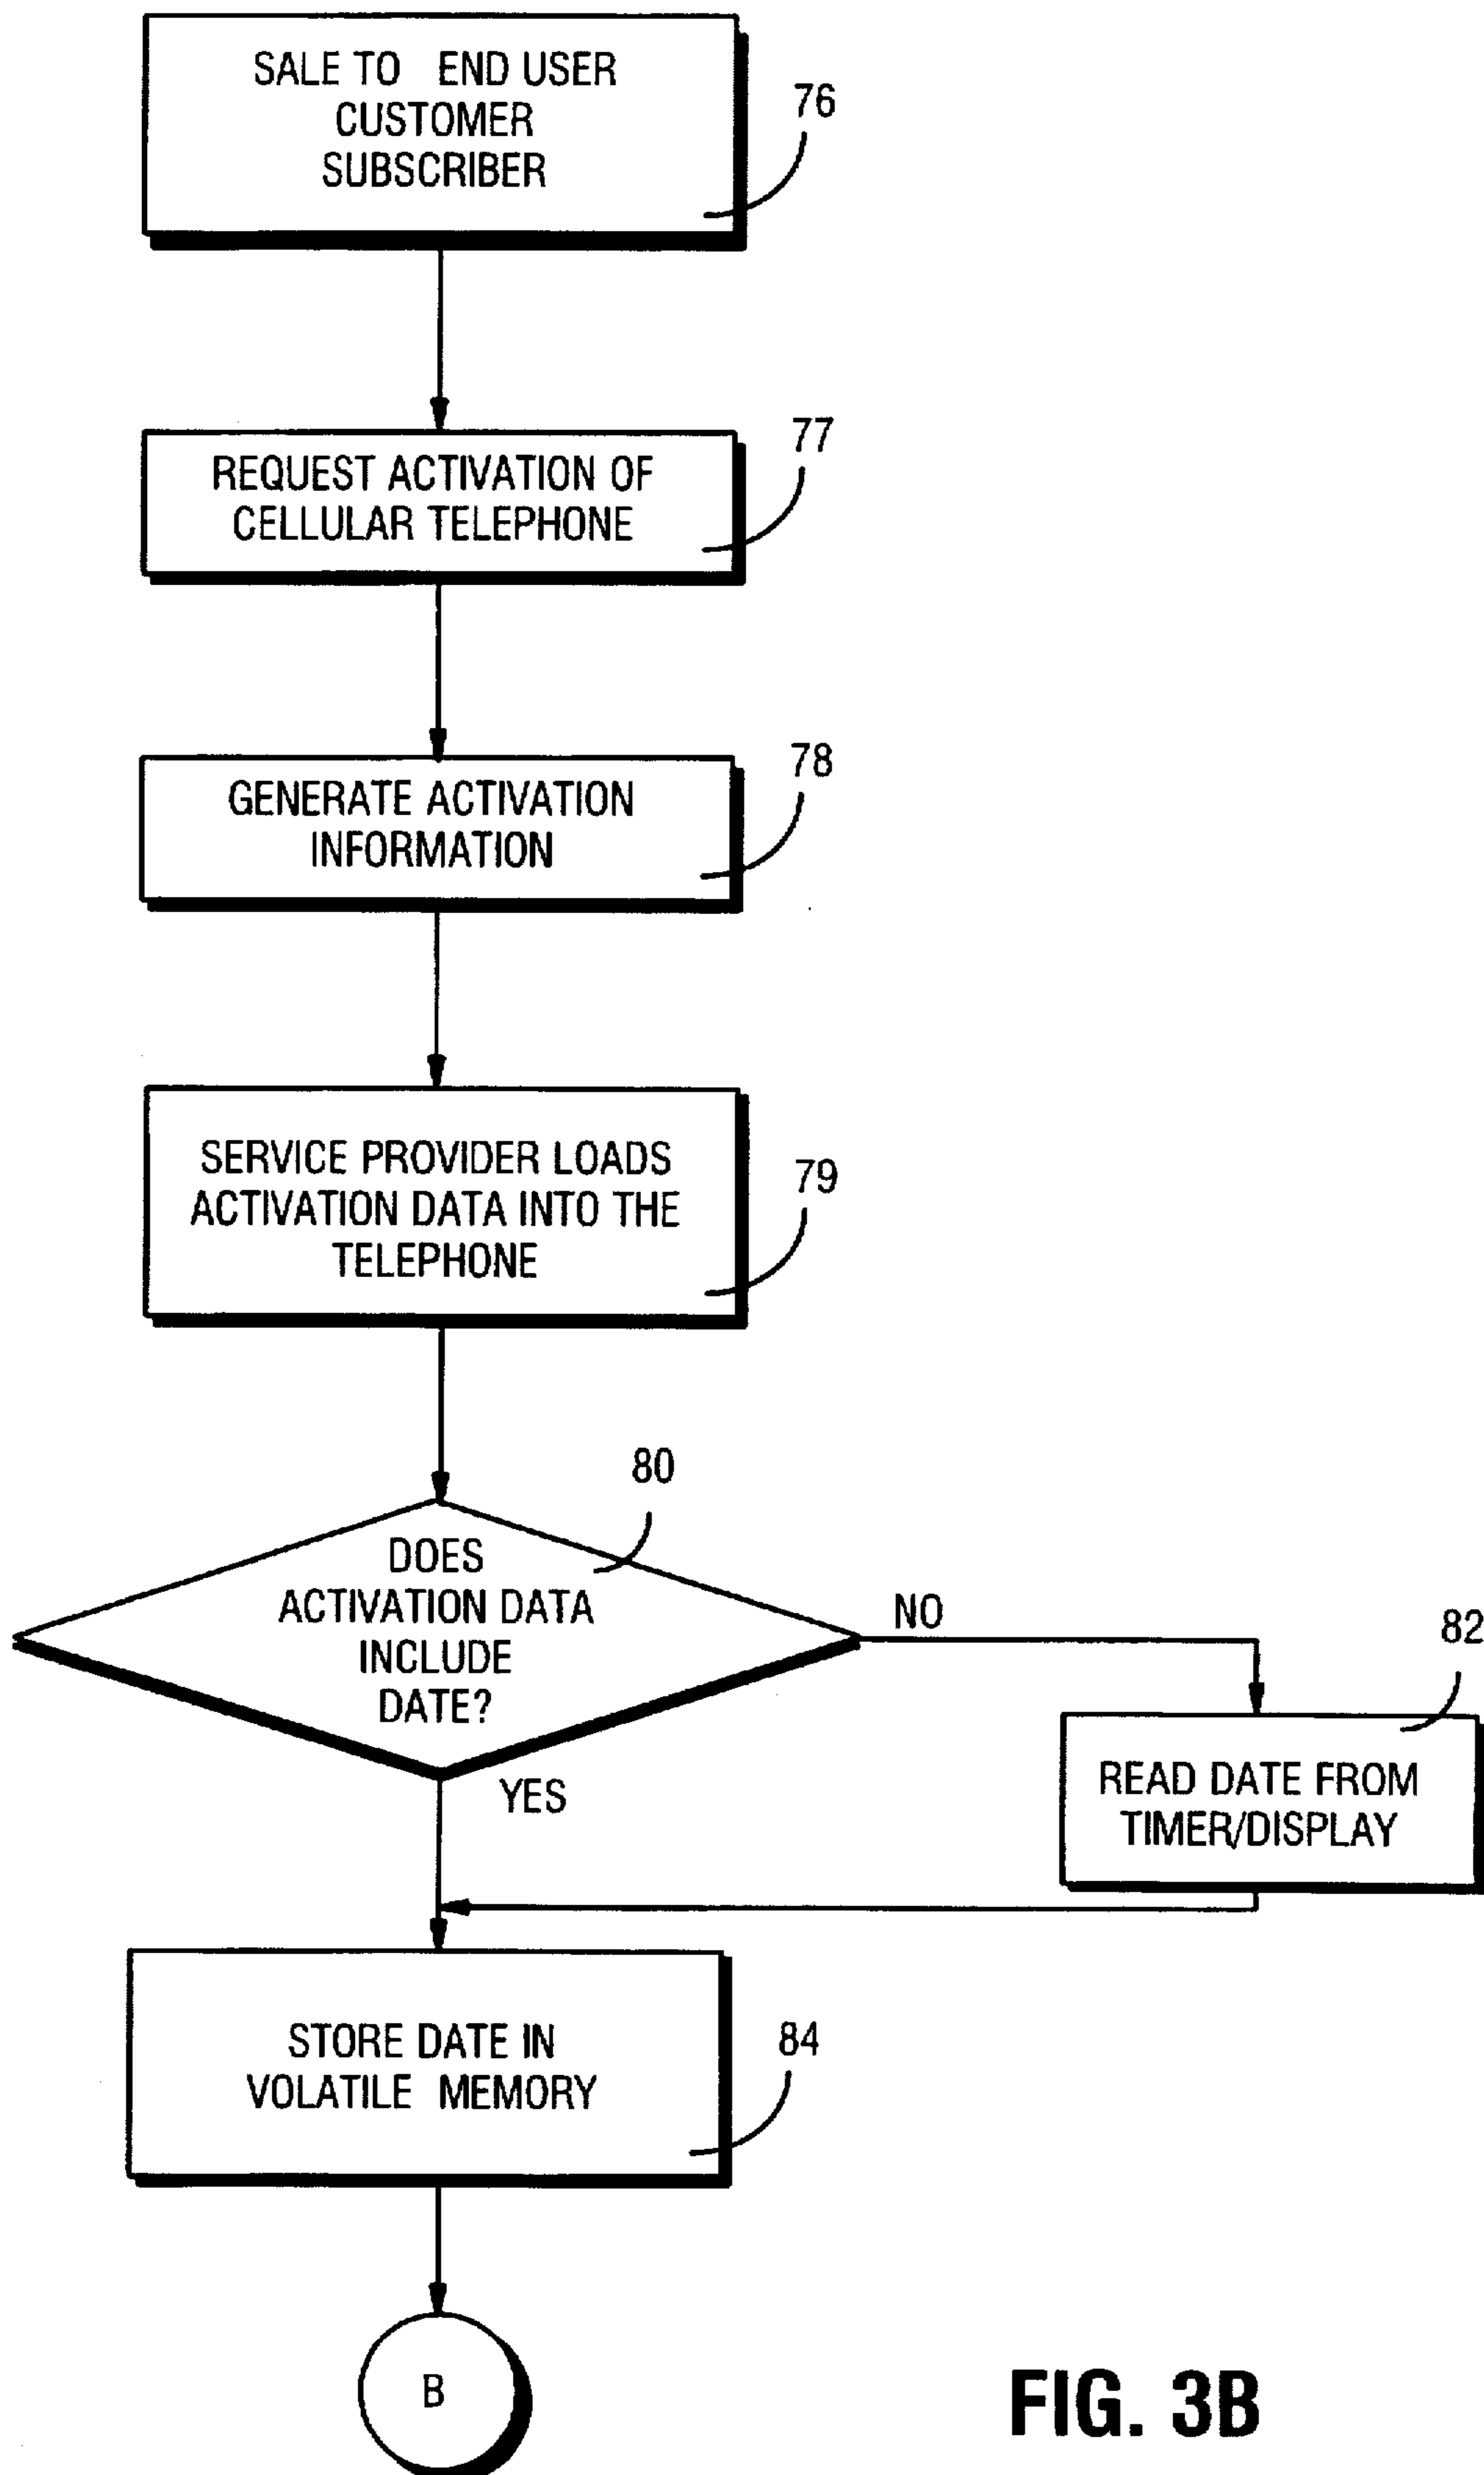 SALE TO END USER
CUSTOMER
SUBSCRIBER
76
REQUEST ACTIVATION OF
CELLULAR TELEPHONE
77
GENERATE ACTIVATION
INFORMATION
78
SERVICE PROVIDER LOADS
ACTIVATION DATA INTO THE
TELEPHONE
79
80
DOES
ACTIVATION DATA
INCLUDE
DATE?
NO
YES
82
READ DATE FROM
TIMER/DISPLAY
STORE DATE IN
VOLATILE MEMORY
84
B
FIG. 3B